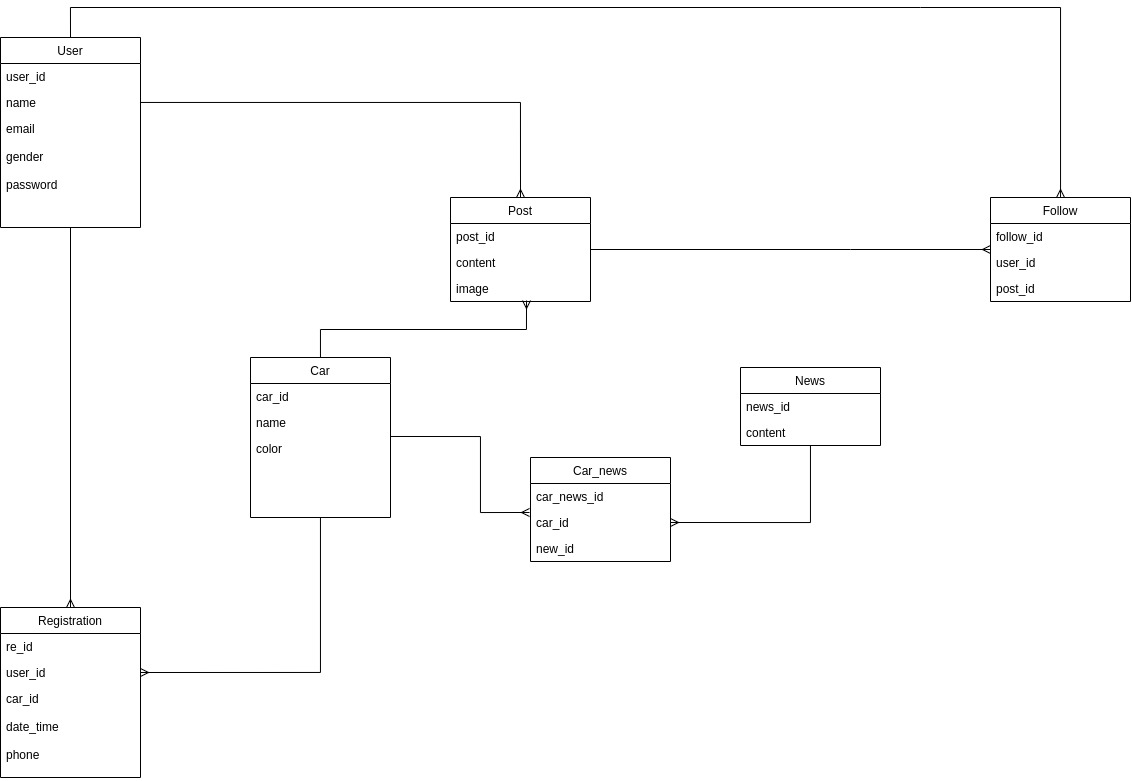 User
user_id
name
email
gender
password
Post
post_id
content
image
Follow
follow_id
user_id
post_id
Car
car_id
name
color
News
news_id
content
Car_news
car_news_id
car_id
new_id
Registration
re_id
user_id
car_id
date_time
phone